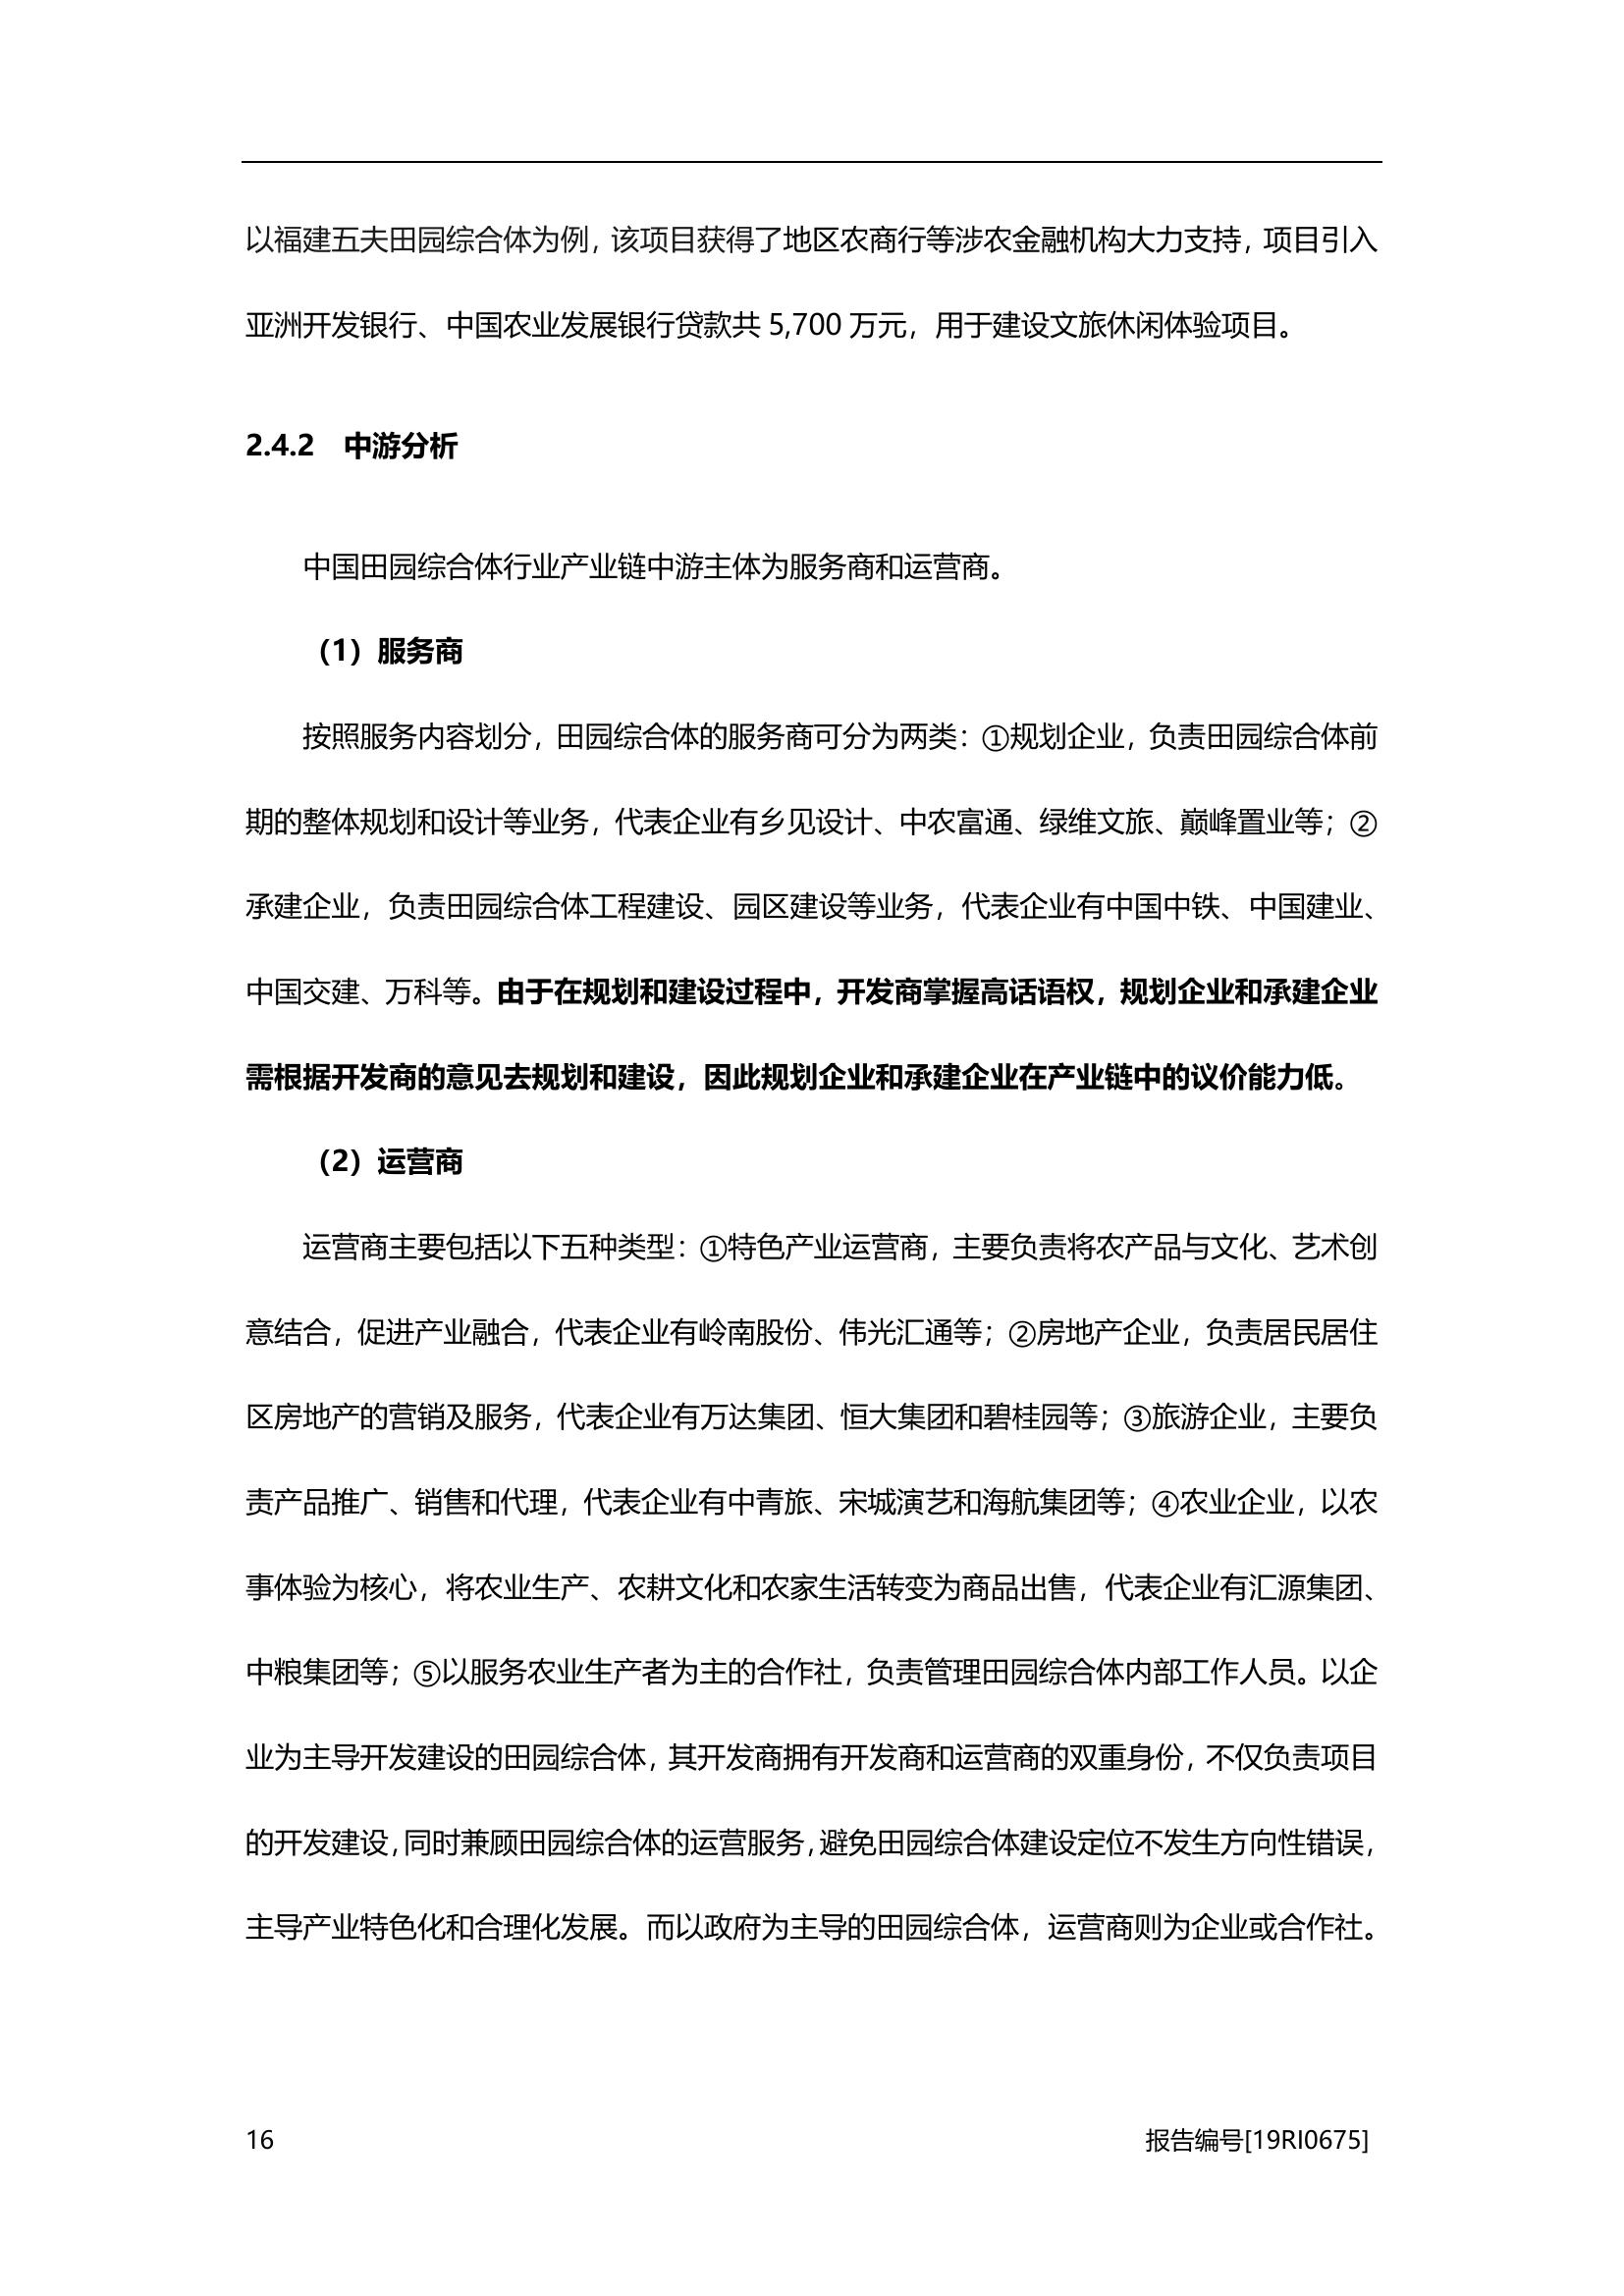 以福建五夫田园综合体为例，该项目获得了地区农商行等涉农金融机构大力支持，项目引入
亚洲开发银行、中国农业发展银行贷款共 5,700 万元，用于建设文旅休闲体验项目。
2.4.2 中游分析
中国田园综合体行业产业链中游主体为服务商和运营商。
（1）服务商
按照服务内容划分，田园综合体的服务商可分为两类：①规划企业，负责田园综合体前
期的整体规划和设计等业务，代表企业有乡见设计、中农富通、绿维文旅、巅峰置业等；②
承建企业，负责田园综合体工程建设、园区建设等业务，代表企业有中国中铁、中国建业、
中国交建、万科等。由于在规划和建设过程中，开发商掌握高话语权，规划企业和承建企业
需根据开发商的意见去规划和建设，因此规划企业和承建企业在产业链中的议价能力低。
（2）运营商
运营商主要包括以下五种类型：①特色产业运营商，主要负责将农产品与文化、艺术创
意结合，促进产业融合，代表企业有岭南股份、伟光汇通等；②房地产企业，负责居民居住
区房地产的营销及服务，代表企业有万达集团、恒大集团和碧桂园等；③旅游企业，主要负
责产品推广、销售和代理，代表企业有中青旅、宋城演艺和海航集团等；④农业企业，以农
事体验为核心，将农业生产、农耕文化和农家生活转变为商品出售，代表企业有汇源集团、
中粮集团等；⑤以服务农业生产者为主的合作社，负责管理田园综合体内部工作人员。以企
业为主导开发建设的田园综合体，其开发商拥有开发商和运营商的双重身份，不仅负责项目
的开发建设，同时兼顾田园综合体的运营服务，避免田园综合体建设定位不发生方向性错误，
主导产业特色化和合理化发展。而以政府为主导的田园综合体，运营商则为企业或合作社。
16 报告编号[19RI0675]